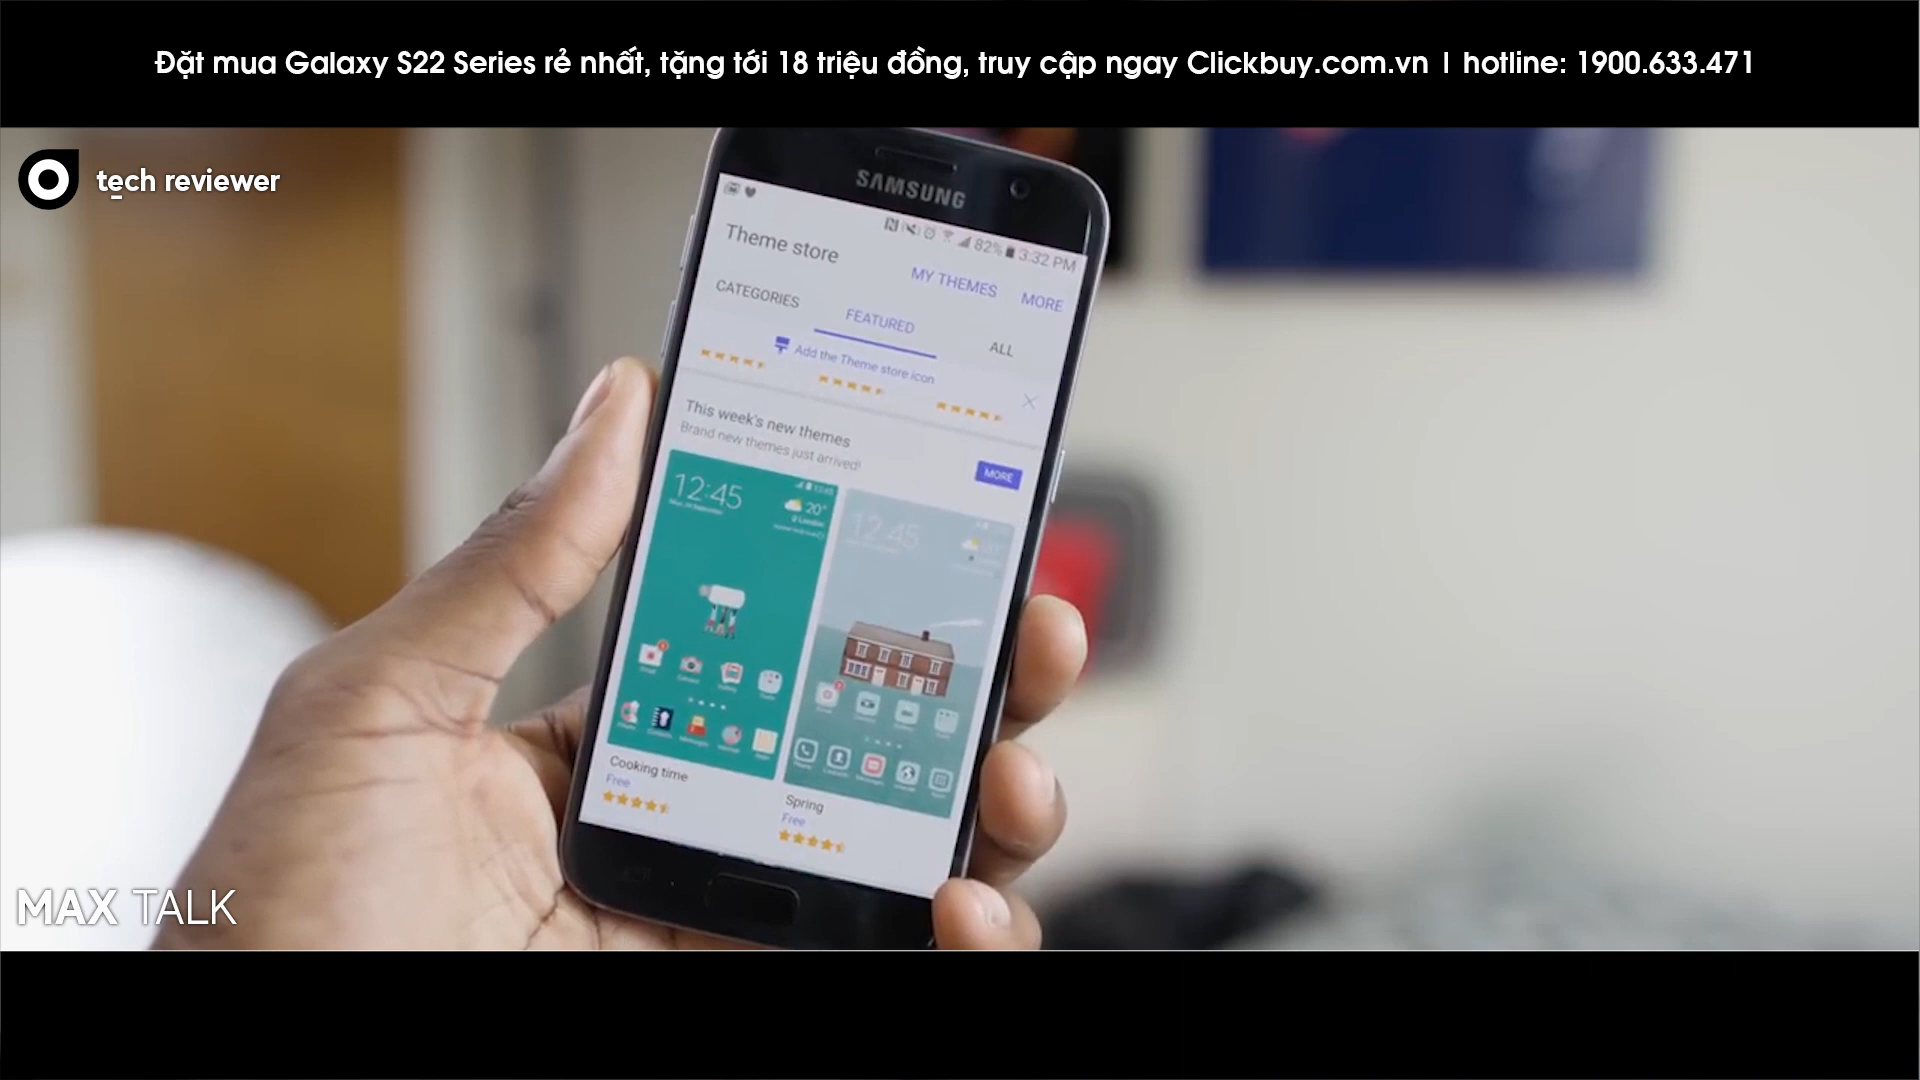 Đặt mua Galaxy S22 Series rẻ nhất, tặng tới 18 triệu đồng, truy cập ngay Clickbuy.com.vn | hotline: 1900.633.471
tech reviewer
SAMSUNG
82% 3:32 PM
Theme store
MY THEMES
MORE
CATEGORIES
FEATURED
ALL
Add the Theme store icon
This week's new themes
Brand new themes just arrived!
MORE
12:45
20°
12:45
Cooking time
Free
Spring
Free
MAX TALK